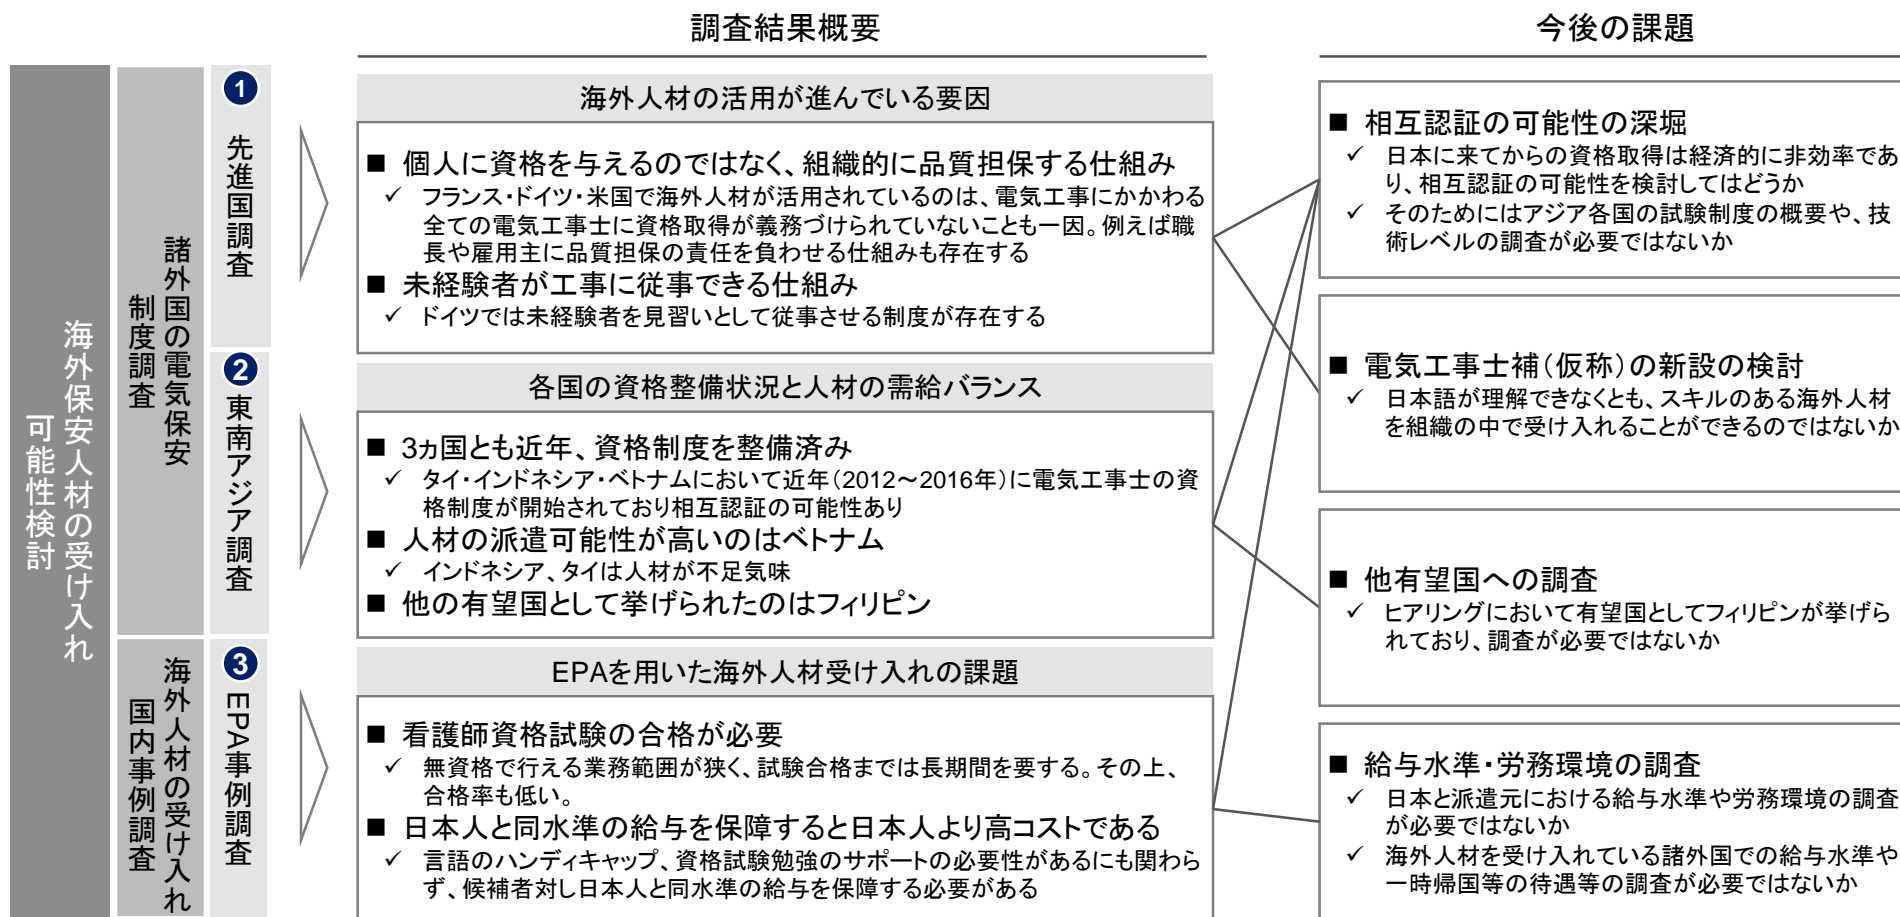 調査結果概要
今後の課題
海外保安人材の受け入れ
可能性検討
諸外国の電気保安
制度調査
海外人材の受け入れ
国内事例調査
1
先進国調査
2
東南アジア調査
3
EPA事例調査
海外人材の活用が進んでいる要因
■ 個人に資格を与えるのではなく、組織的に品質担保する仕組み
✓ フランス・ドイツ・米国で海外人材が活用されているのは、電気工事にかかわる
全ての電気工事士に資格取得が義務づけられていないことも一因。例えば職
長や雇用主に品質担保の責任を負わせる仕組みも存在する
■ 未経験者が工事に従事できる仕組み
✓ ドイツでは未経験者を見習いとして従事させる制度が存在する
各国の資格整備状況と人材の需給バランス
■ 3ヵ国とも近年、資格制度を整備済み
✓ タイ・インドネシア・ベトナムにおいて近年(2012～2016年)に電気工事士の資
格制度が開始されており相互認証の可能性あり
■ 人材の派遣可能性が高いのはベトナム
✓ インドネシア、タイは人材が不足気味
■ 他の有望国として挙げられたのはフィリピン
EPAを用いた海外人材受け入れの課題
■ 看護師資格試験の合格が必要
✓ 無資格で行える業務範囲が狭く、試験合格までは長期間を要する。その上、
合格率も低い。
■ 日本人と同水準の給与を保障すると日本人より高コストである
✓ 言語のハンディキャップ、資格試験勉強のサポートの必要性があるにも関わら
ず、候補者対し日本人と同水準の給与を保障する必要がある
■ 相互認証の可能性の深堀
✓ 日本に来てからの資格取得は経済的に非効率であ
り、相互認証の可能性を検討してはどうか
✓ そのためにはアジア各国の試験制度の概要や、技
術レベルの調査が必要ではないか
■ 電気工事士補(仮称)の新設の検討
✓ 日本語が理解できなくとも、スキルのある海外人材
を組織の中で受け入れることができるのではないか
■ 他有望国への調査
✓ ヒアリングにおいて有望国としてフィリピンが挙げら
れており、調査が必要ではないか
■ 給与水準・労務環境の調査
✓ 日本と派遣元における給与水準や労務環境の調査
が必要ではないか
✓ 海外人材を受け入れている諸外国での給与水準や
一時帰国等の待遇等の調査が必要ではないか